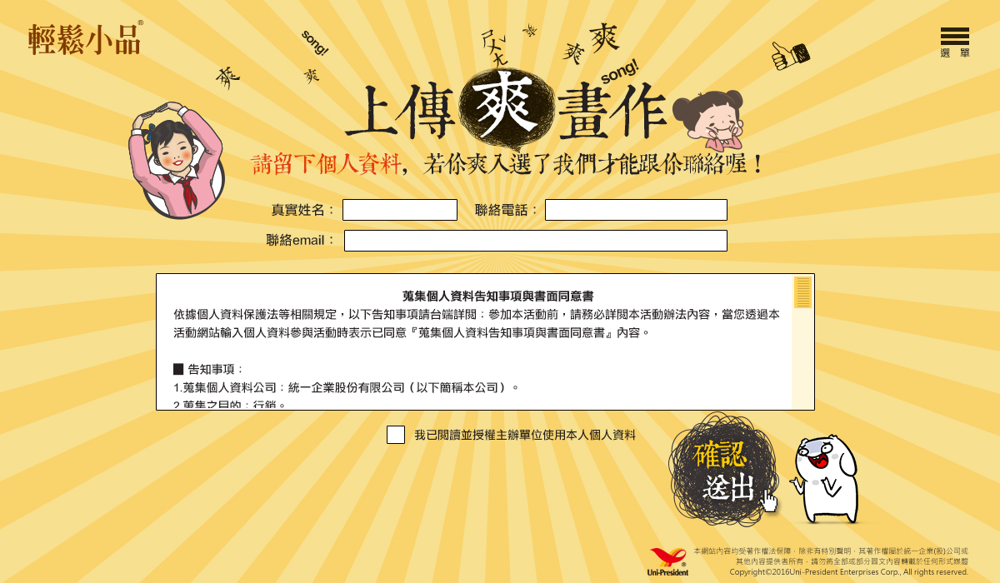 輕鬆小品®
選單
song!
爽
爽
ㄕㄨㄤ
爽
爽
爽
song!
上傳爽畫作
請留下個人資料，若你爽入選了我們才能跟你聯絡喔！
真實姓名：
聯絡電話：
聯絡email：
蒐集個人資料告知事項與書面同意書
依據個人資料保護法等相關規定，以下告知事項請台端詳閱：參加本活動前，請務必詳閱本活動辦法內容，當您透過本
活動網站輸入個人資料參與活動時表示已同意『蒐集個人資料告知事項與書面同意書』內容。
■ 告知事項：
1.蒐集個人資料公司：統一企業股份有限公司（以下簡稱本公司）。
2.蒐集之目的：行銷。
我已閱讀並授權主辦單位使用本人個人資料
確認
送出
Uni-President®
本網站內容均受著作權法保障，除非有特別聲明，其著作權屬於統一企業(股)公司或
其他內容提供者所有，請勿將全部或部分圖文內容轉載於任何形式媒體
Copyright©2016Uni-President Enterprises Corp., All rights reserved.